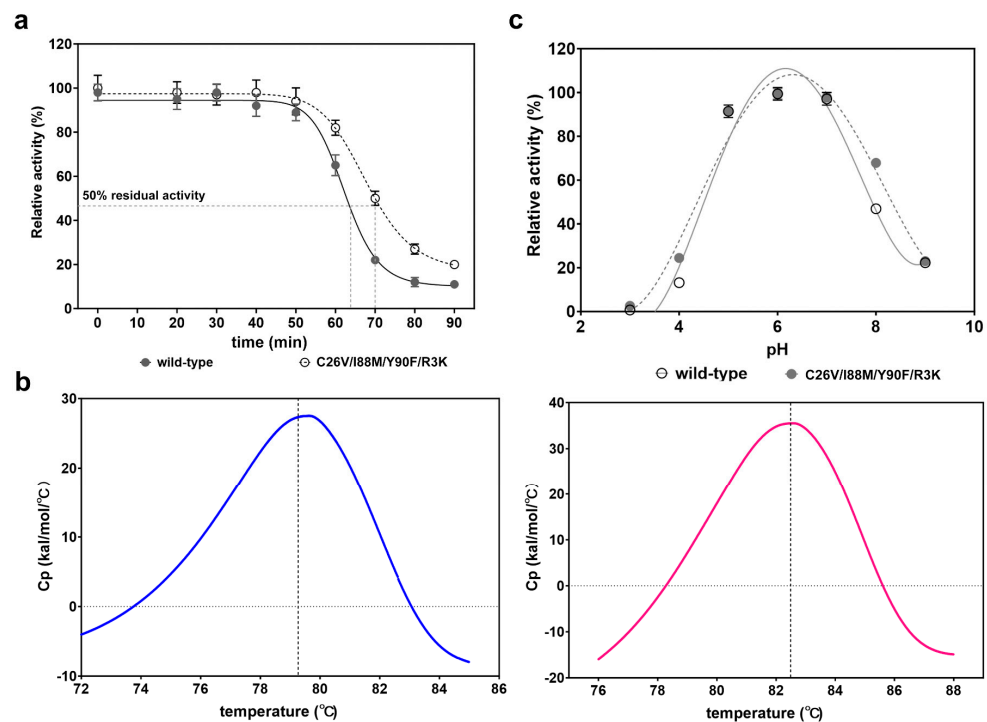 a
120
100
80
60
40
20
0
Relative activity (%)
50% residual activity
0 10 20 30 40 50 60 70 80 90
time (min)
wild-type C26V/I88M/Y90F/R3K
c
120
100
80
60
40
20
0
Relative activity (%)
2 4 6 8 10
pH
wild-type C26V/I88M/Y90F/R3K
b
30
20
10
0
-10
Cp (kal/mol/℃)
72 74 76 78 80 82 84 86
temperature (℃)
40
30
20
10
0
-10
-20
Cp (kal/mol/℃)
76 78 80 82 84 86 88
temperature (℃)